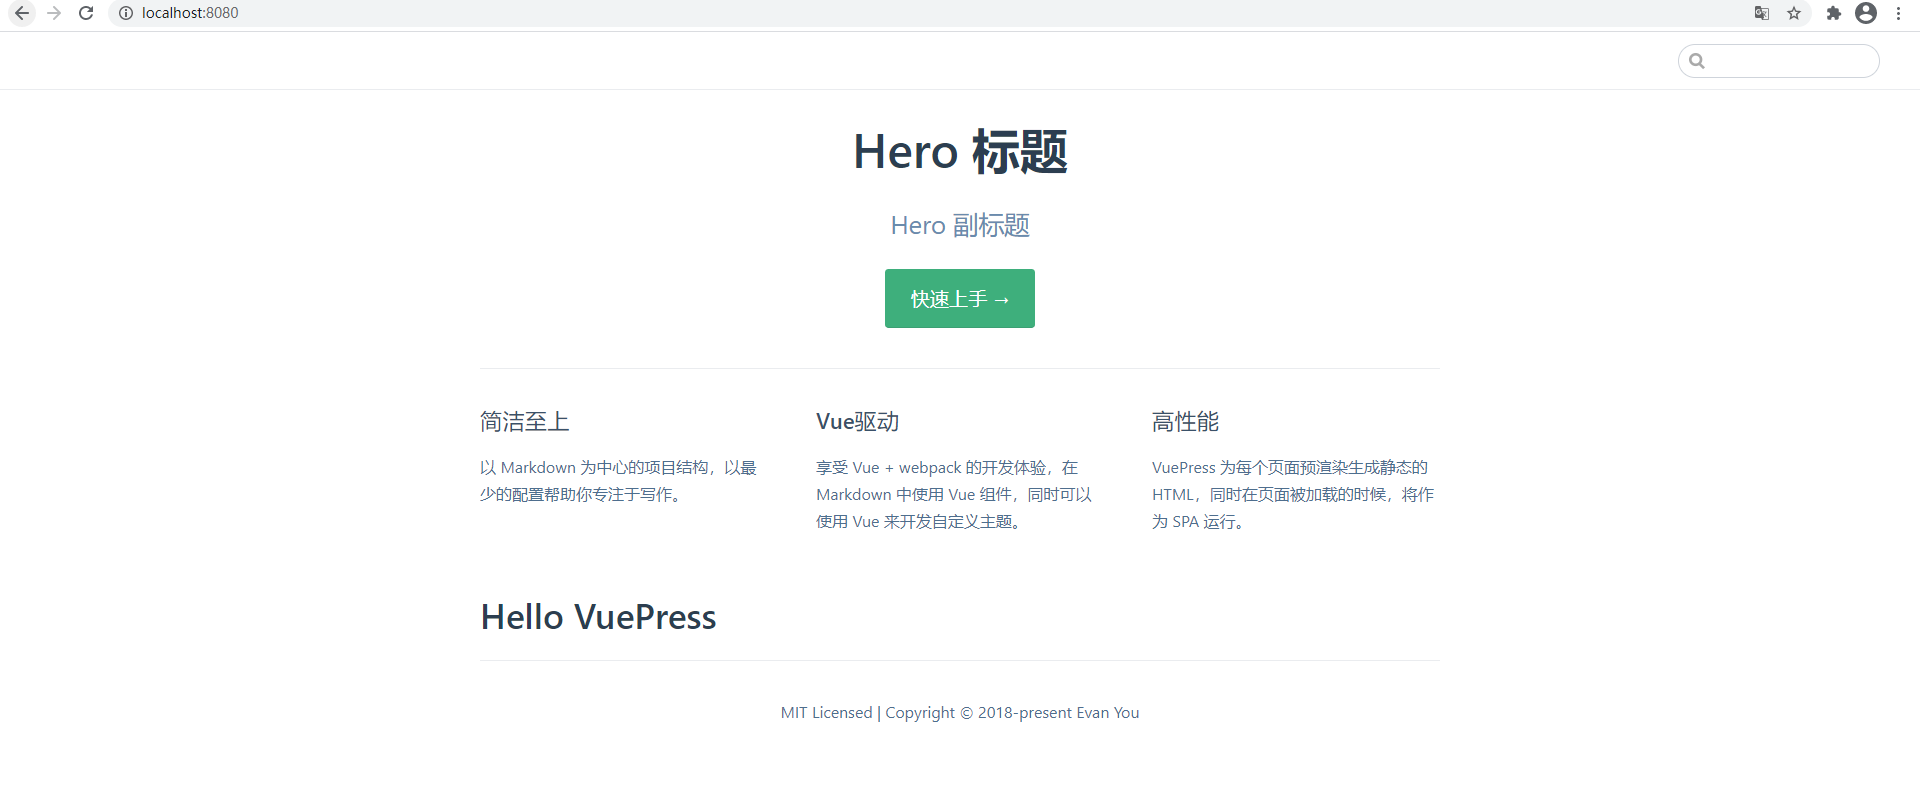 localhost:8080
Hero 标题
Hero 副标题
快速上手 →
简洁至上
以 Markdown 为中心的项目结构，以最
少的配置帮助你专注于写作。
Vue驱动
享受 Vue + webpack 的开发体验，在
Markdown 中使用 Vue 组件，同时可以
使用 Vue 来开发自定义主题。
高性能
VuePress 为每个页面预渲染生成静态的
HTML，同时在页面被加载的时候，将作
为 SPA 运行。
Hello VuePress
MIT Licensed | Copyright © 2018-present Evan You